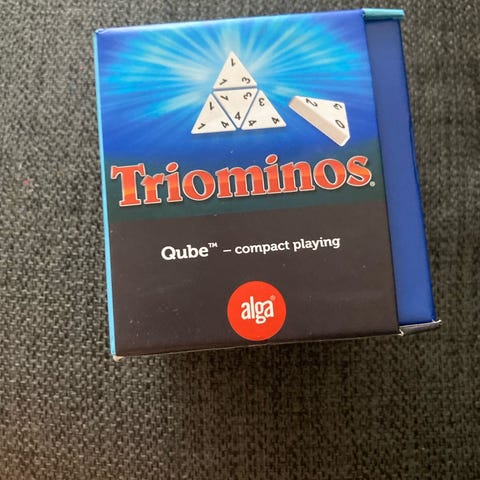 Triominos®
Qube™ – compact playing
alga®